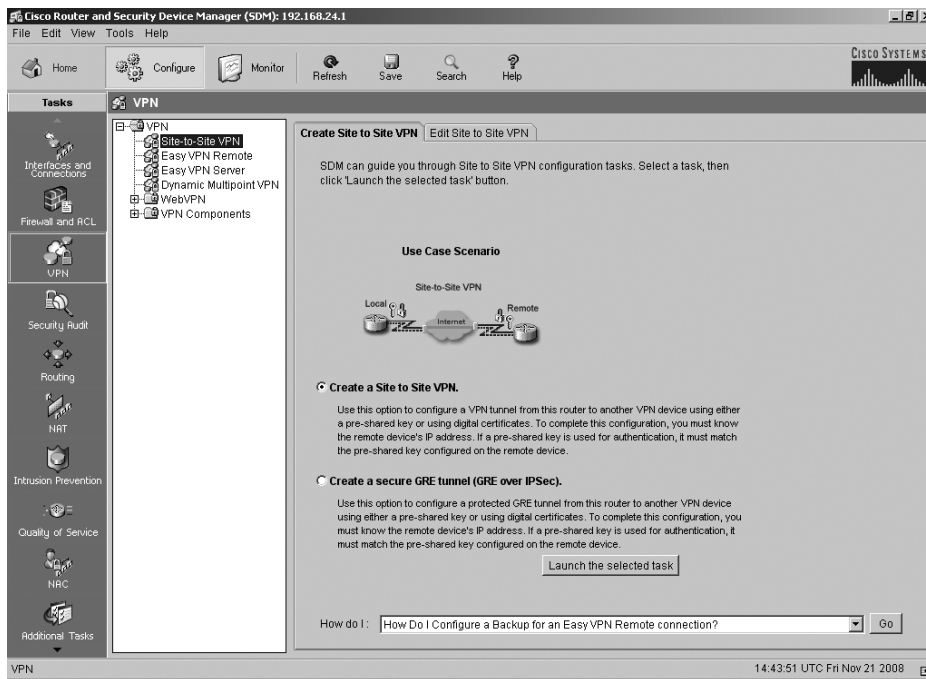 Cisco Router and Security Device Manager (SDM): 192.168.24.1
File Edit View Tools Help
Home Configure Monitor Refresh Save Search Help
CISCO SYSTEMS
Tasks
VPN
Interfaces and Connections
Firewall and ACL
VPN
Security Audit
Routing
NAT
Intrusion Prevention
Quality of Service
NAC
Additional Tasks
VPN
Site-to-Site VPN
Easy VPN Remote
Easy VPN Server
Dynamic Multipoint VPN
WebVPN
VPN Components
Create Site to Site VPN Edit Site to Site VPN
SDM can guide you through Site to Site VPN configuration tasks. Select a task, then
click 'Launch the selected task' button.
Use Case Scenario
Site-to-Site VPN
Local Internet Remote
Create a Site to Site VPN.
Use this option to configure a VPN tunnel from this router to another VPN device using either
a pre-shared key or using digital certificates. To complete this configuration, you must know
the remote device's IP address. If a pre-shared key is used for authentication, it must match
the pre-shared key configured on the remote device.
Create a secure GRE tunnel (GRE over IPSec).
Use this option to configure a protected GRE tunnel from this router to another VPN device
using either a pre-shared key or using digital certificates. To complete this configuration, you
must know the remote device's IP address. If a pre-shared key is used for authentication, it
must match the pre-shared key configured on the remote device.
Launch the selected task
How do I : How Do I Configure a Backup for an Easy VPN Remote connection? Go
VPN 14:43:51 UTC Fri Nov 21 2008